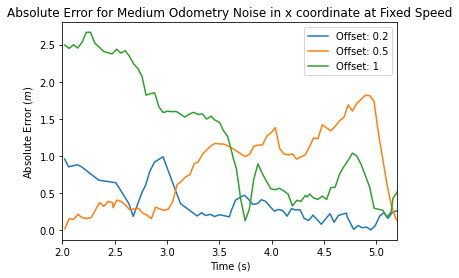 Absolute Error for Medium Odometry Noise in x coordinate at Fixed Speed
Offset: 0.2
Offset: 0.5
Offset: 1
Absolute Error (m)
2.5
2.0
1.5
1.0
0.5
0.0
2.0 2.5 3.0 3.5 4.0 4.5 5.0
Time (s)